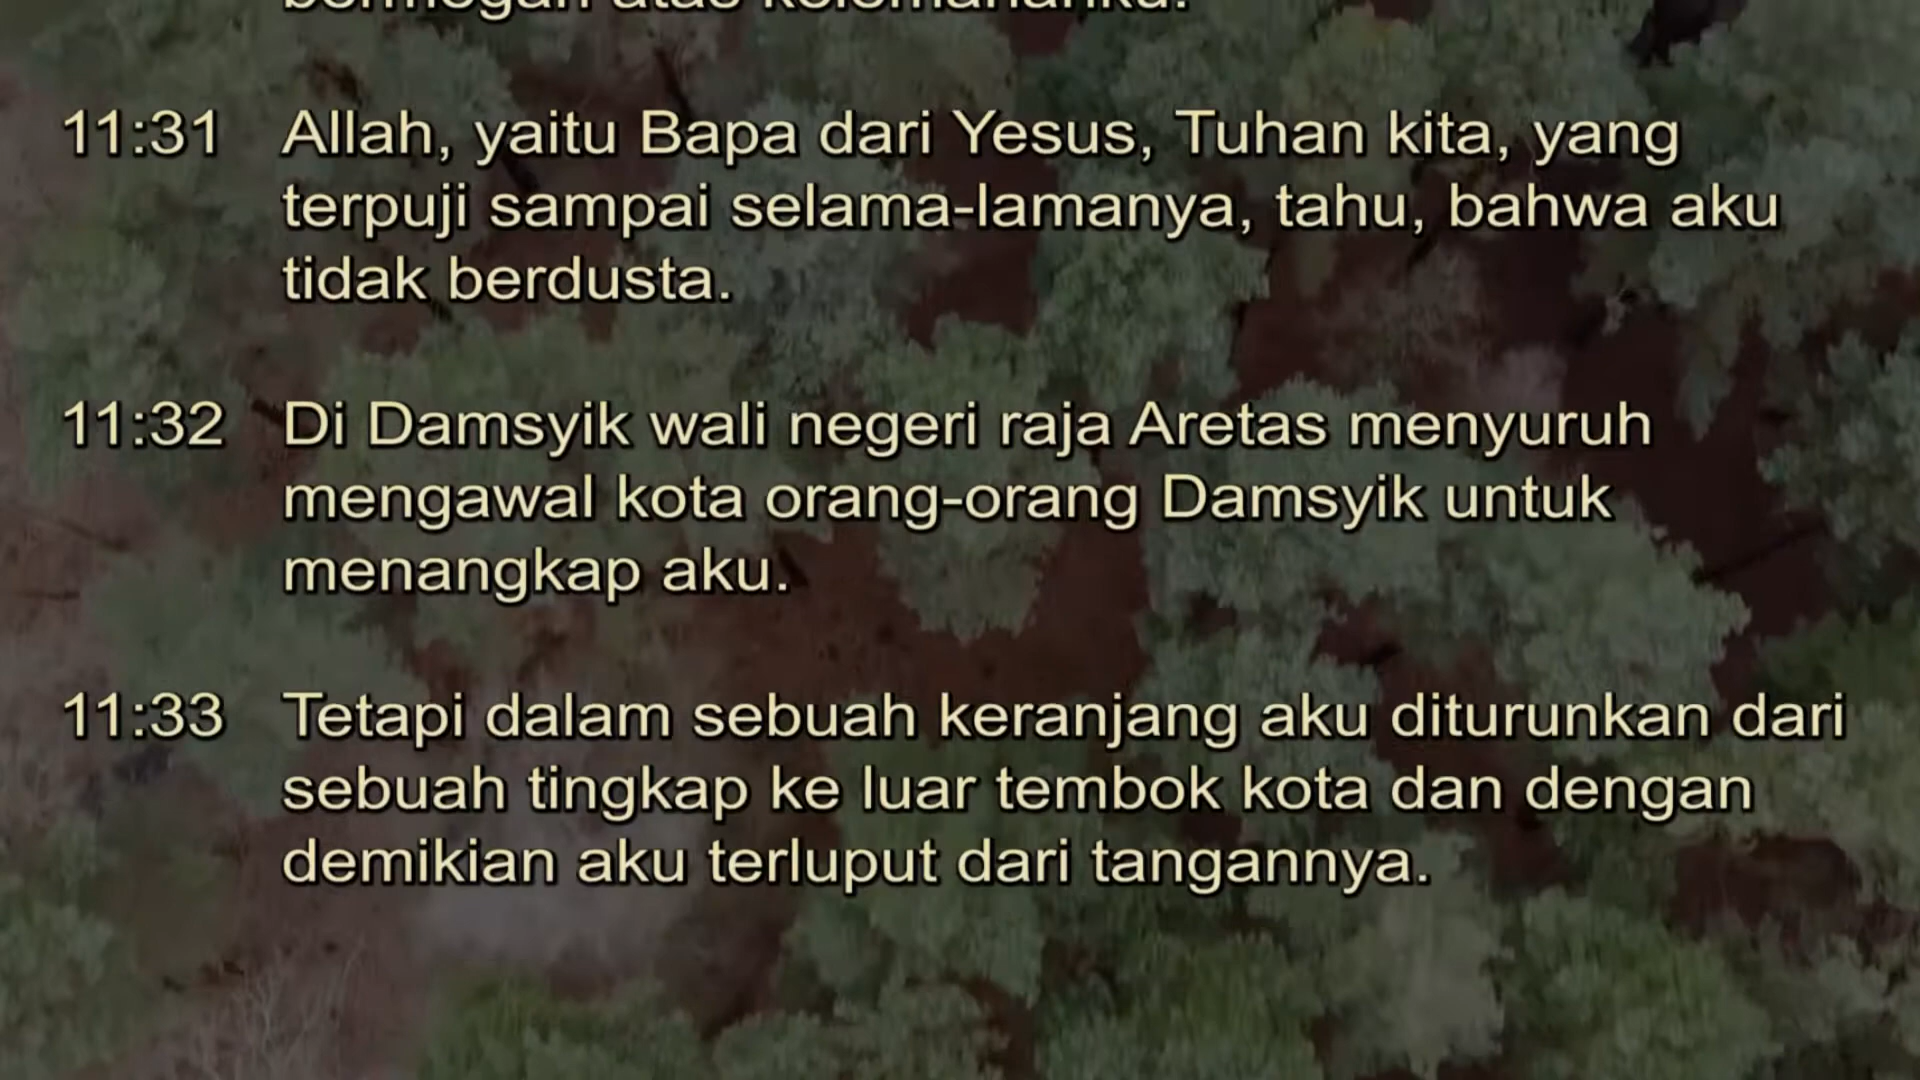 11:31 Allah, yaitu Bapa dari Yesus, Tuhan kita, yang
terpuji sampai selama-lamanya, tahu, bahwa aku
tidak berdusta.
11:32 Di Damsyik wali negeri raja Aretas menyuruh
mengawal kota orang-orang Damsyik untuk
menangkap aku.
11:33 Tetapi dalam sebuah keranjang aku diturunkan dari
sebuah tingkap ke luar tembok kota dan dengan
demikian aku terluput dari tangannya.